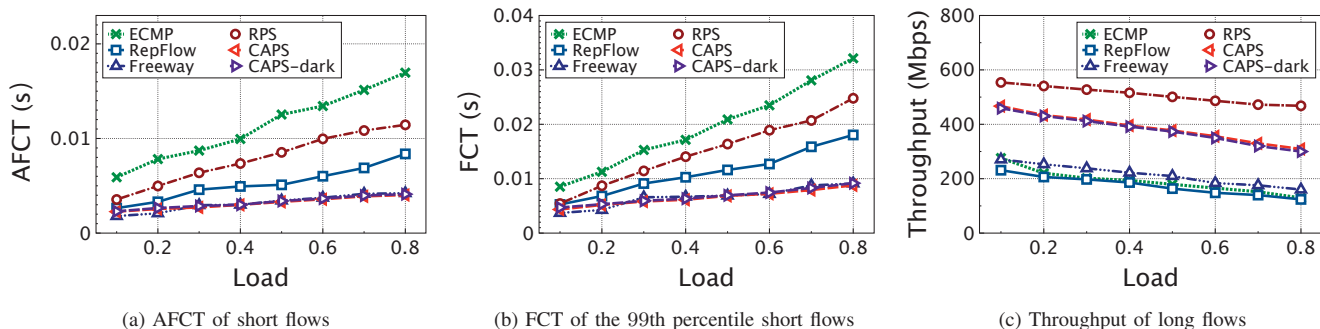 AFCT (s)
0.02
0.01
0
ECMP
RepFlow
Freeway
RPS
CAPS
CAPS-dark
0.2 0.4 0.6 0.8
Load
(a) AFCT of short flows
FCT (s)
0.04
0.03
0.02
0.01
0
ECMP
RepFlow
Freeway
RPS
CAPS
CAPS-dark
0.2 0.4 0.6 0.8
Load
(b) FCT of the 99th percentile short flows
Throughput (Mbps)
800
600
400
200
0
ECMP
RepFlow
Freeway
RPS
CAPS
CAPS-dark
0.2 0.4 0.6 0.8
Load
(c) Throughput of long flows